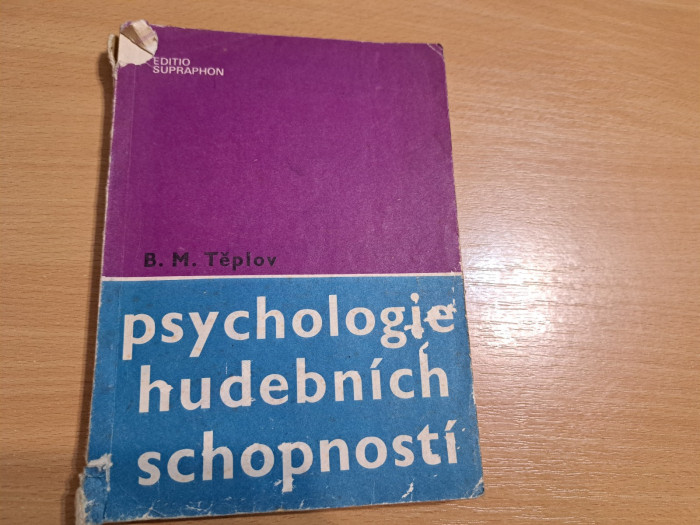 EDITIO
SUPRAPHON
B. M. Těplov
psychologie
hudebních
schopností